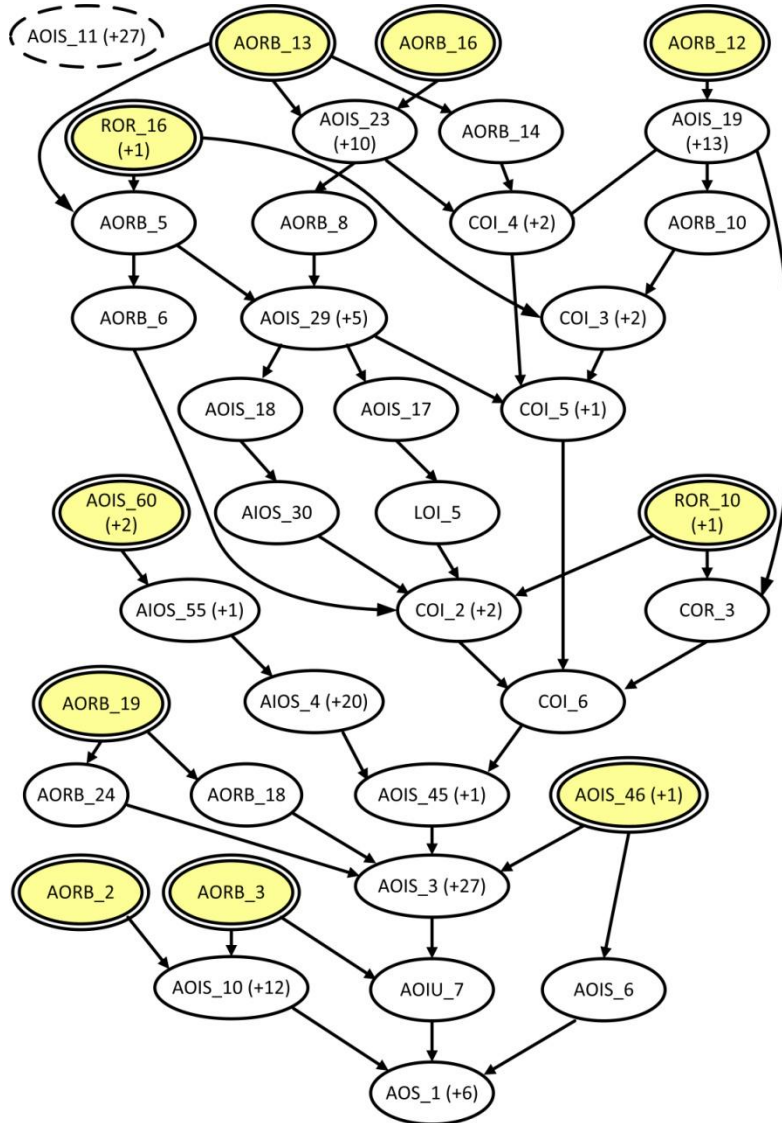 AOIS_11 (+27)
AORB_13
AORB_16
AORB_12
ROR_16
(+1)
AOIS_23
(+10)
AORB_14
AOIS_19
(+13)
AORB_5
AORB_8
COI_4 (+2)
AORB_10
AORB_6
AOIS_29 (+5)
COI_3 (+2)
AOIS_18
AOIS_17
COI_5 (+1)
AOIS_60
(+2)
AIOS_30
LOI_5
ROR_10
(+1)
AIOS_55 (+1)
COI_2 (+2)
COR_3
AORB_19
AIOS_4 (+20)
COI_6
AORB_24
AORB_18
AOIS_45 (+1)
AOIS_46 (+1)
AOIS_3 (+27)
AORB_2
AORB_3
AOIS_10 (+12)
AOIU_7
AOIS_6
AOS_1 (+6)